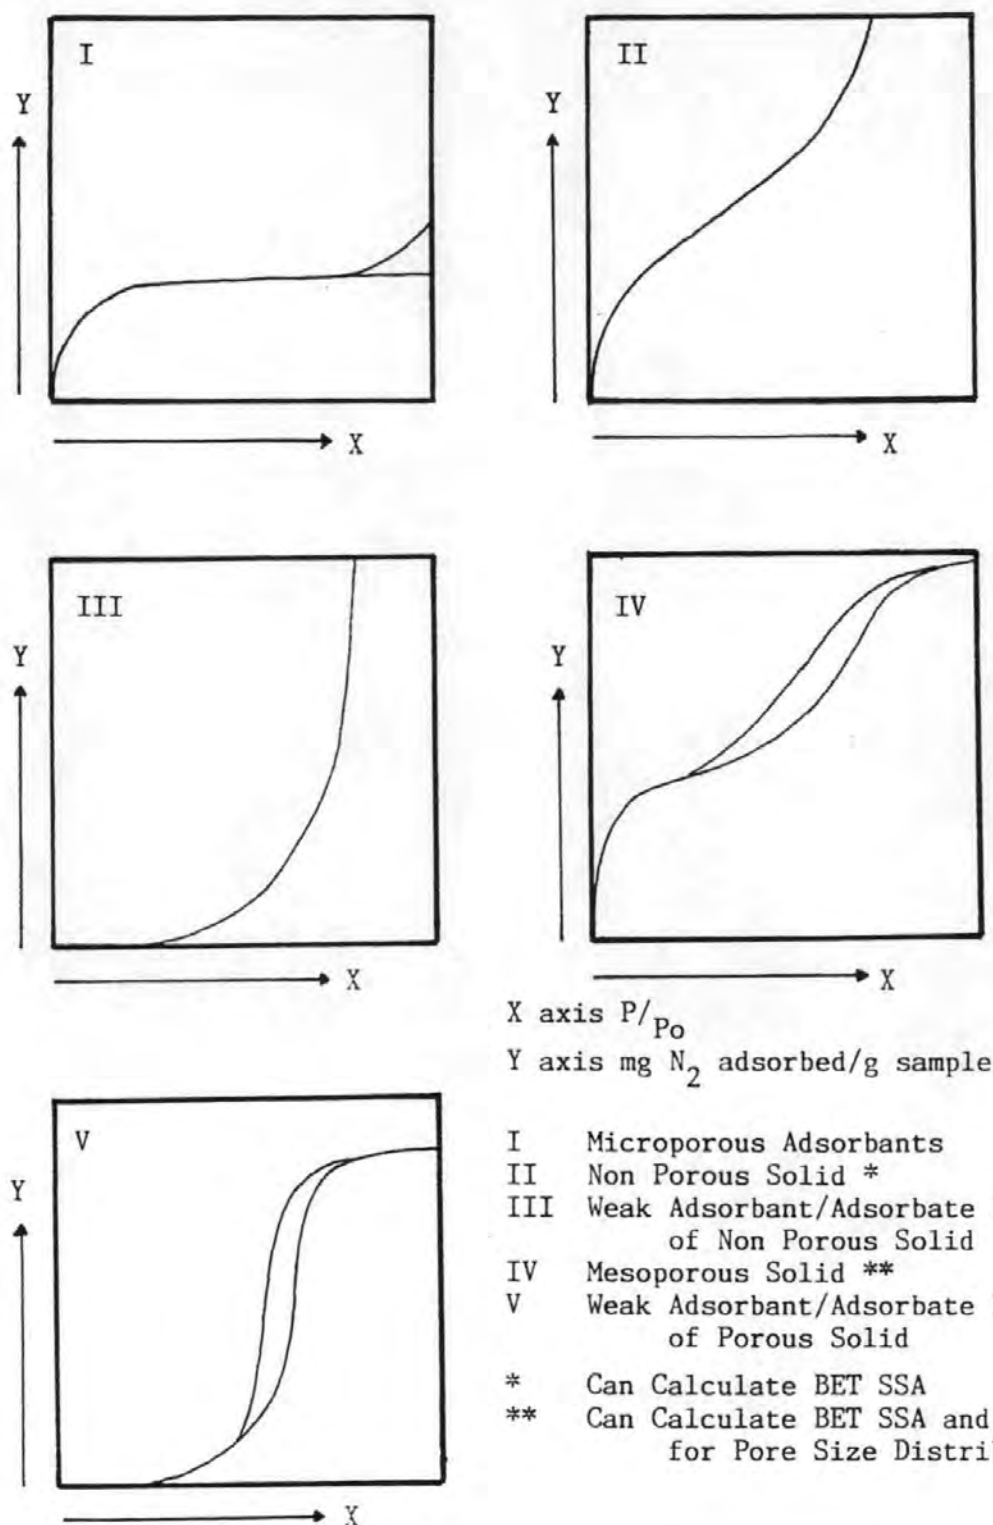 I
Y
X
II
Y
X
III
Y
X
IV
Y
X
X axis P/Po
Y axis mg N2 adsorbed/g sample
V
Y
X
I Microporous Adsorbants
II Non Porous Solid *
III Weak Adsorbant/Adsorbate
of Non Porous Solid
IV Mesoporous Solid **
V Weak Adsorbant/Adsorbate
of Porous Solid
* Can Calculate BET SSA
** Can Calculate BET SSA and
for Pore Size Distri